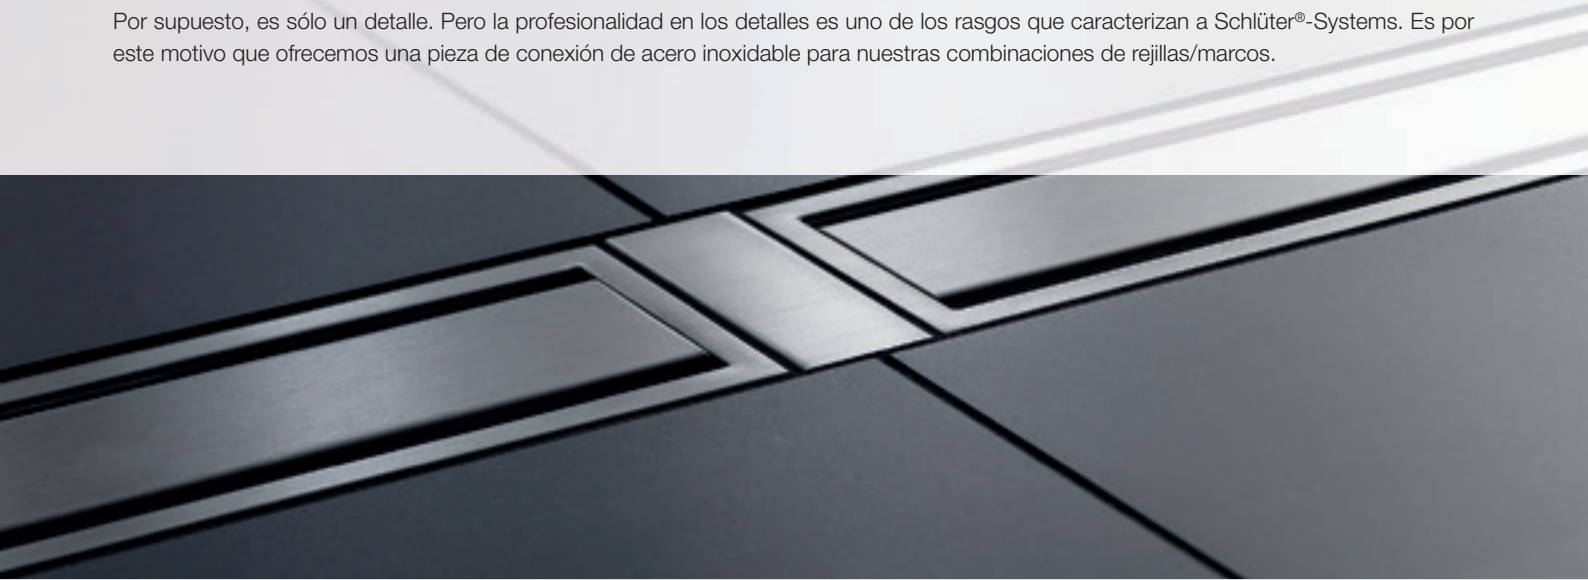 Por supuesto, es sólo un detalle. Pero la profesionalidad en los detalles es uno de los rasgos que caracterizan a Schlüter®-Systems. Es por
este motivo que ofrecemos una pieza de conexión de acero inoxidable para nuestras combinaciones de rejillas/marcos.